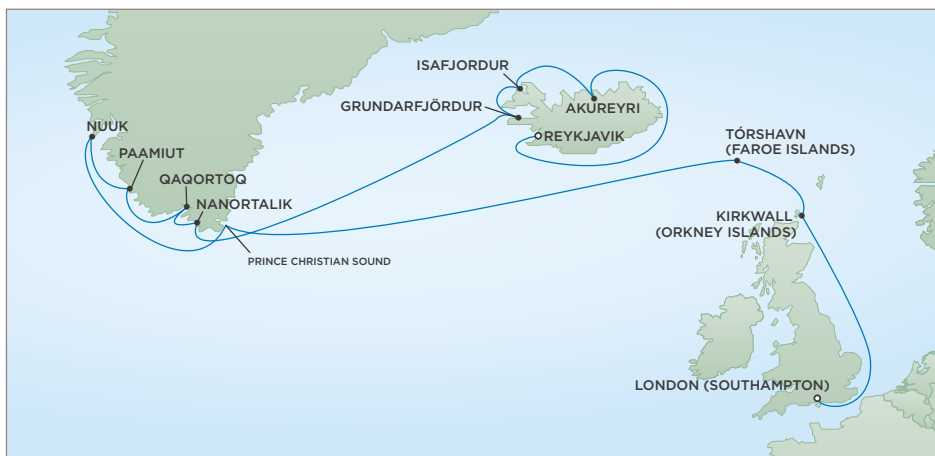 ISAFJORDUR
GRUNDARFJÖRDUR
AKUREYRI
REYKJAVIK
NUUK
PAAMIUT
QAQORTOQ
NANORTALIK
PRINCE CHRISTIAN SOUND
TÓRSHAVN
(FAROE ISLANDS)
KIRKWALL
(ORKNEY ISLANDS)
LONDON (SOUTHAMPTON)